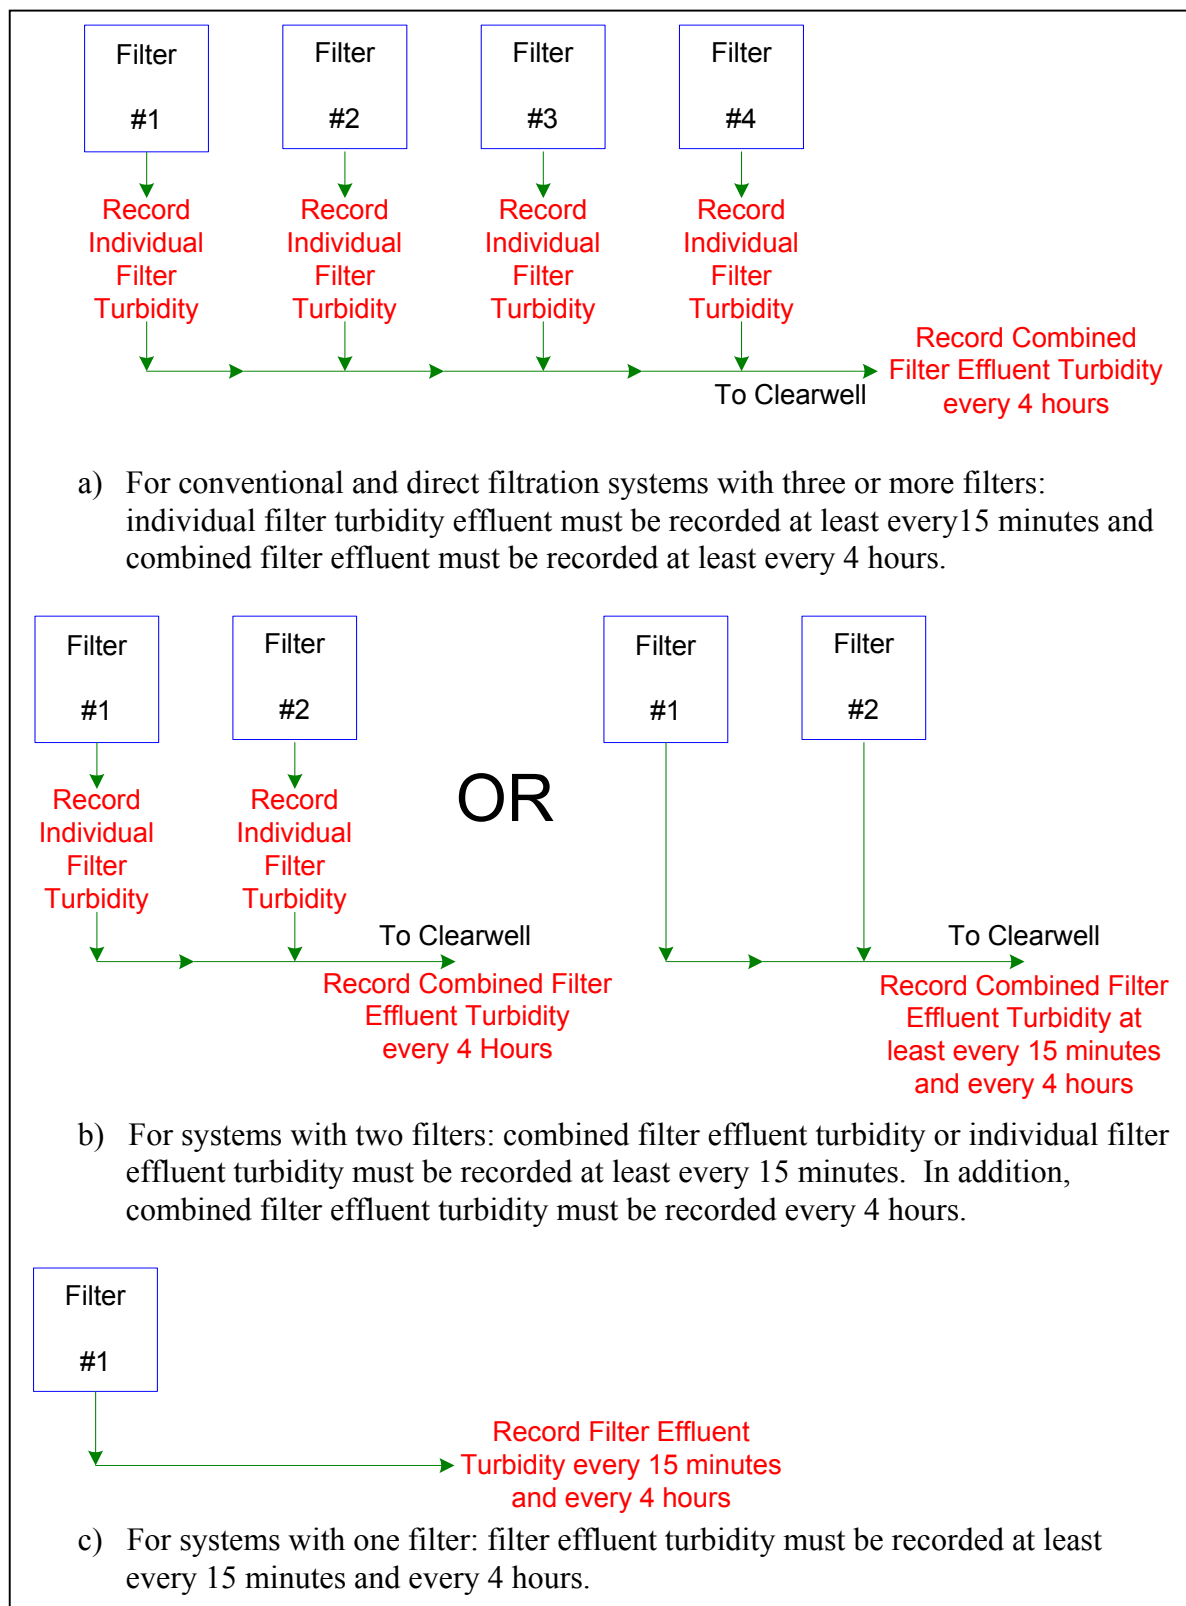 Filter
#1
Filter
#2
Filter
#3
Filter
#4
Record
Individual
Filter
Turbidity
Record
Individual
Filter
Turbidity
Record
Individual
Filter
Turbidity
Record
Individual
Filter
Turbidity
To Clearwell
Record Combined
Filter Effluent Turbidity
every 4 hours
a) For conventional and direct filtration systems with three or more filters:
individual filter turbidity effluent must be recorded at least every15 minutes and
combined filter effluent must be recorded at least every 4 hours.
Filter
#1
Filter
#2
Record
Individual
Filter
Turbidity
Record
Individual
Filter
Turbidity
To Clearwell
Record Combined Filter
Effluent Turbidity
every 4 Hours
OR
Filter
#1
Filter
#2
To Clearwell
Record Combined Filter
Effluent Turbidity at
least every 15 minutes
and every 4 hours
b) For systems with two filters: combined filter effluent turbidity or individual filter
effluent turbidity must be recorded at least every 15 minutes. In addition,
combined filter effluent turbidity must be recorded every 4 hours.
Filter
#1
Record Filter Effluent
Turbidity every 15 minutes
and every 4 hours
c) For systems with one filter: filter effluent turbidity must be recorded at least
every 15 minutes and every 4 hours.